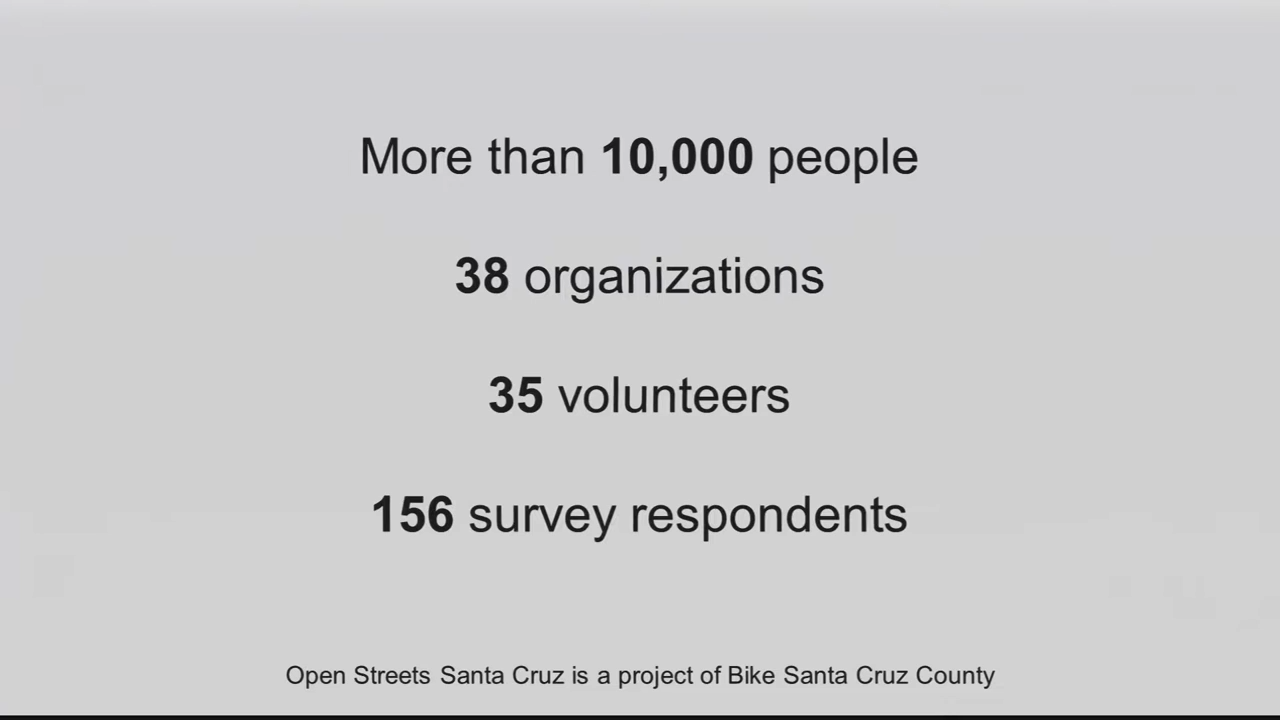 More than 10,000 people
38 organizations
35 volunteers
156 survey respondents
Open Streets Santa Cruz is a project of Bike Santa Cruz County